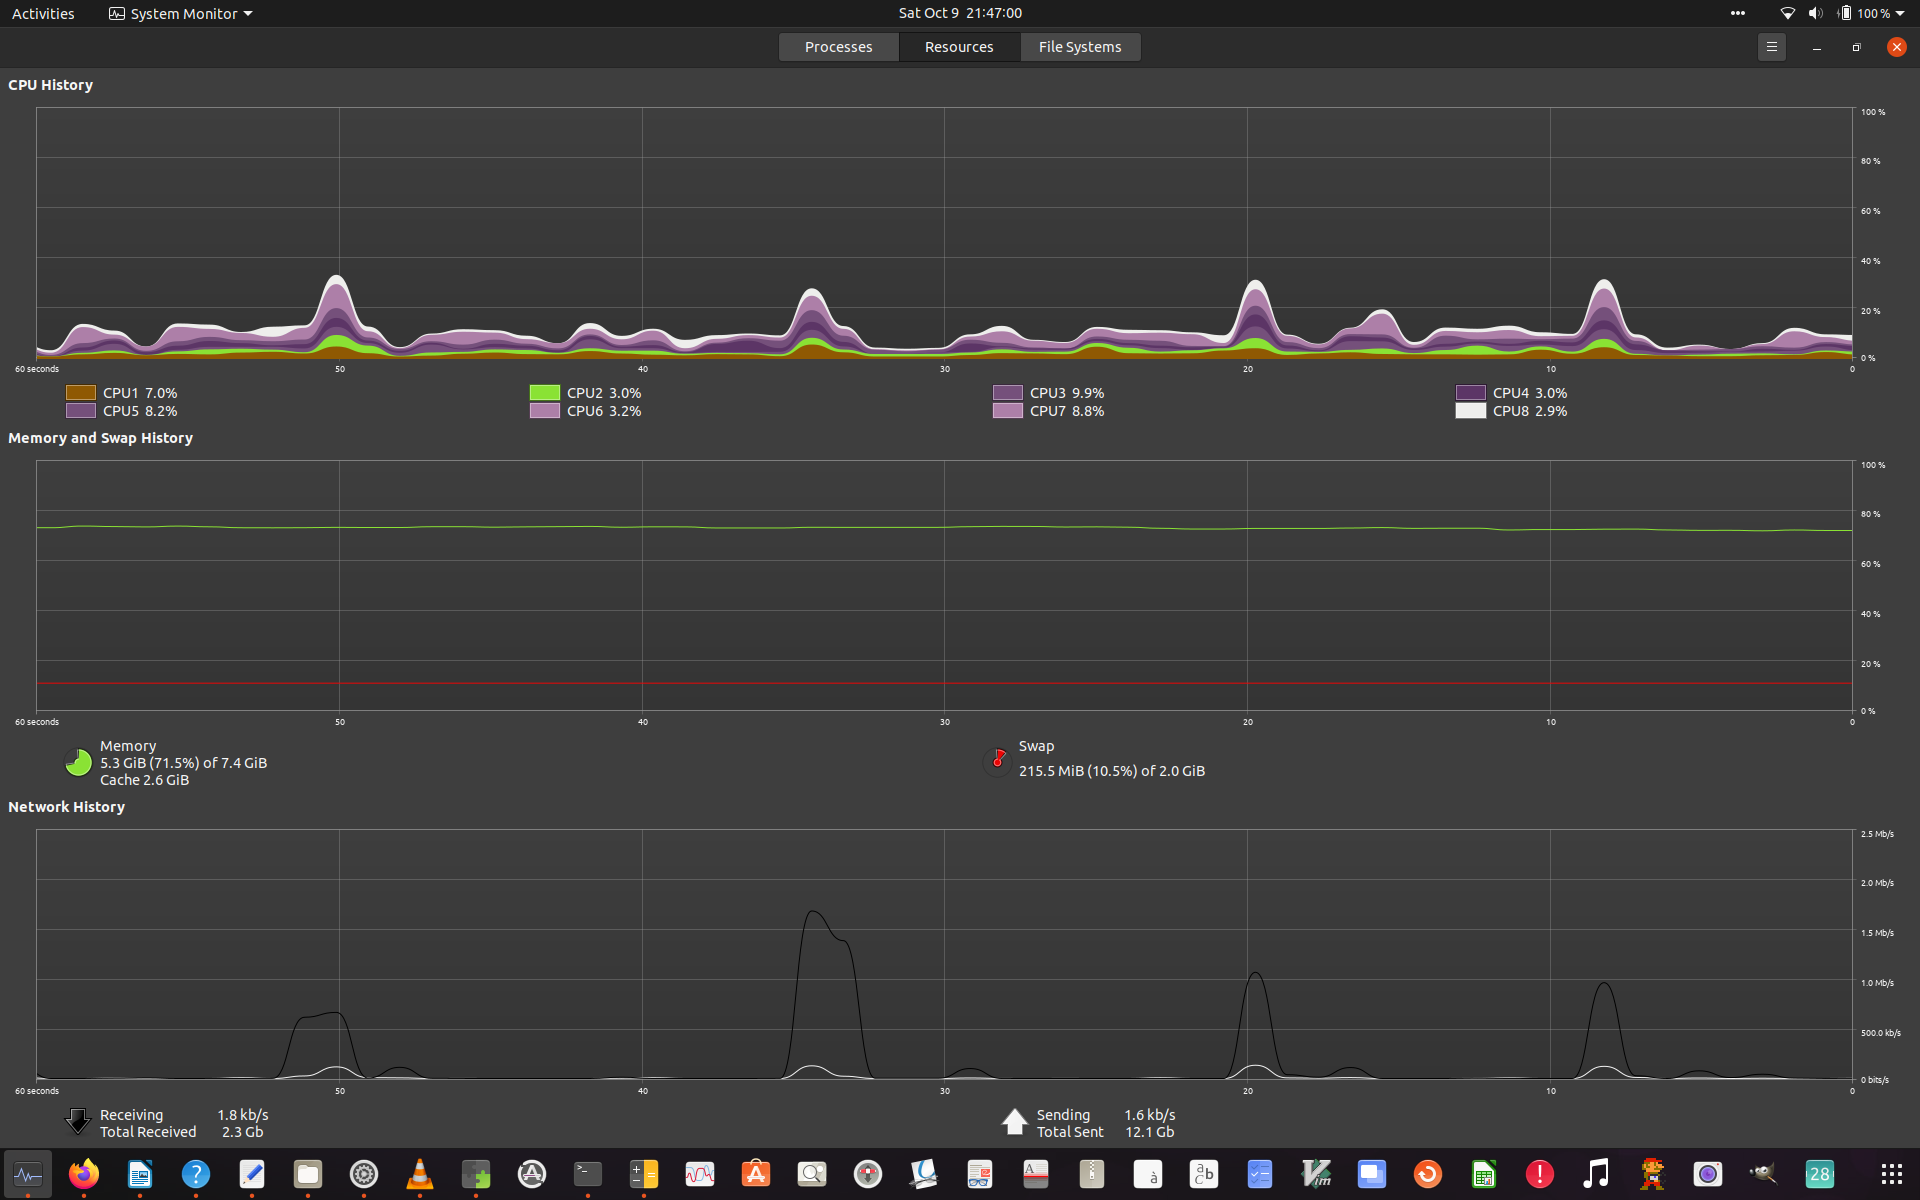 Activities System Monitor Sat Oct 9 21:47:00 100 %
Processes Resources File Systems
CPU History
100 %
80 %
60 %
40 %
20 %
0 %
60 seconds 50 40 30 20 10 0
CPU1 7.0% CPU2 3.0% CPU3 9.9% CPU4 3.0%
CPU5 8.2% CPU6 3.2% CPU7 8.8% CPU8 2.9%
Memory and Swap History
100 %
80 %
60 %
40 %
20 %
0 %
60 seconds 50 40 30 20 10 0
Memory Swap
5.3 GiB (71.5%) of 7.4 GiB 215.5 MiB (10.5%) of 2.0 GiB
Cache 2.6 GiB
Network History
2.5 Mb/s
2.0 Mb/s
1.5 Mb/s
1.0 Mb/s
500.0 kb/s
0 bits/s
60 seconds 50 40 30 20 10 0
Receiving 1.8 kb/s Sending 1.6 kb/s
Total Received 2.3 Gb Total Sent 12.1 Gb
? >_ A à ab c Vim ! 28